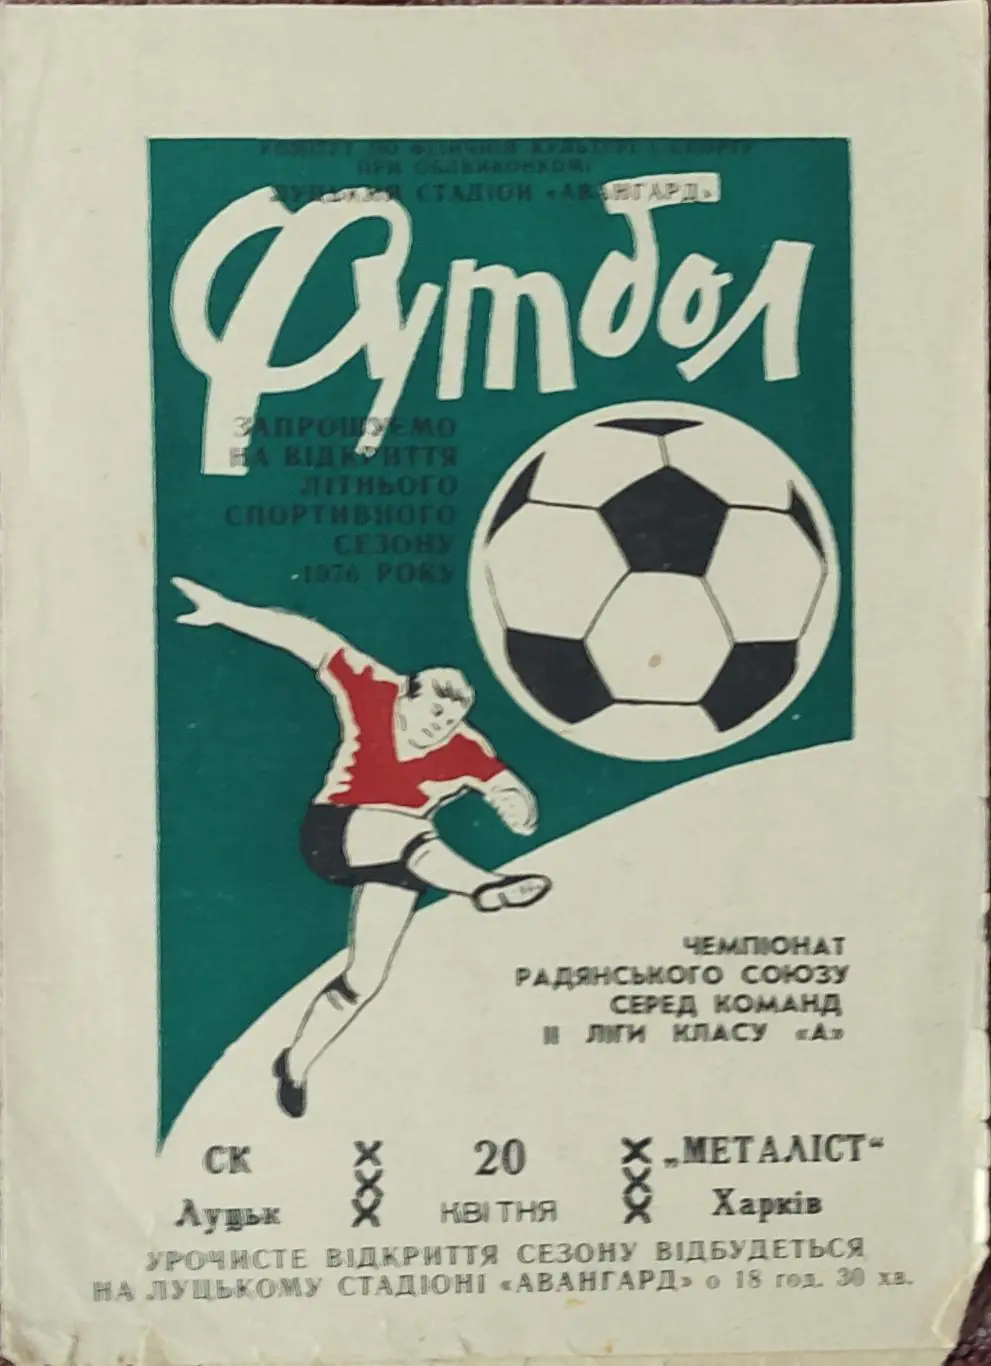 КОМІТЕТ ПО ФІЗИЧНІЙ КУЛЬТУРІ І СПОРТУ
ПРИ ОБЛВИКОНКОМІ
ЛУЦЬКИЙ СТАДІОН «АВАНГАРД»
Футбол
ЗАПРОШУЄМО
НА ВІДКРИТТЯ
ЛІТНЬОГО
СПОРТИВНОГО
СЕЗОНУ
1976 РОКУ
ЧЕМПІОНАТ
РАДЯНСЬКОГО СОЮЗУ
СЕРЕД КОМАНД
ІІ ЛІГИ КЛАСУ «А»
СК 20 „МЕТАЛІСТ“
Луцьк КВІТНЯ Харків
УРОЧИСТЕ ВІДКРИТТЯ СЕЗОНУ ВІДБУДЕТЬСЯ
НА ЛУЦЬКОМУ СТАДІОНІ «АВАНГАРД» о 18 год. 30 хв.